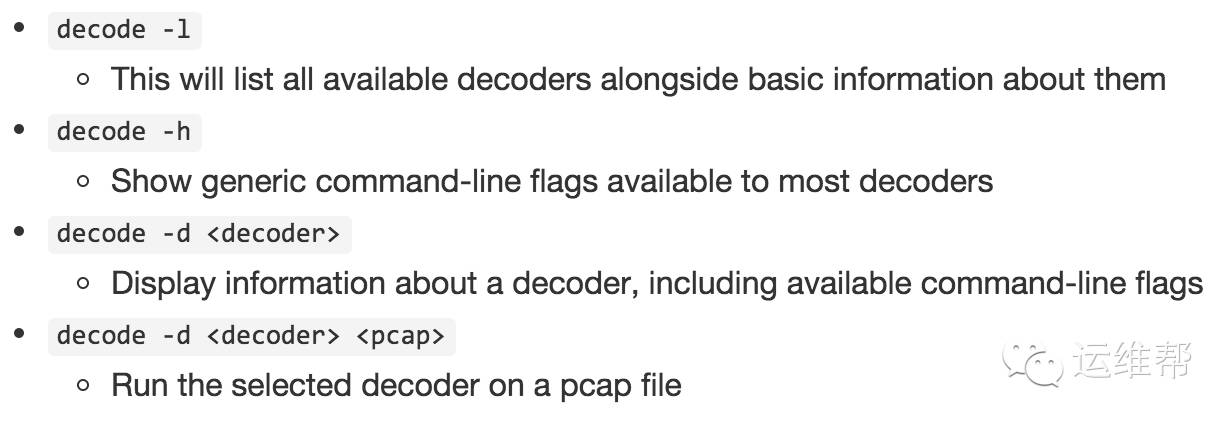 decode -l
This will list all available decoders alongside basic information about them
decode -h
Show generic command-line flags available to most decoders
decode -d <decoder>
Display information about a decoder, including available command-line flags
decode -d <decoder> <pcap>
Run the selected decoder on a pcap file
运维帮